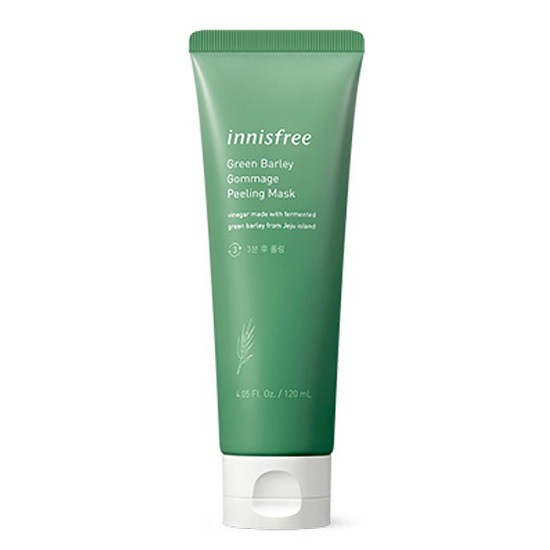 innisfree
Green Barley
Gommage
Peeling Mask
vinegar made with fermented
green barley from Jeju island
3 3분 후 롤링
4.05 Fl. Oz. / 120 mL